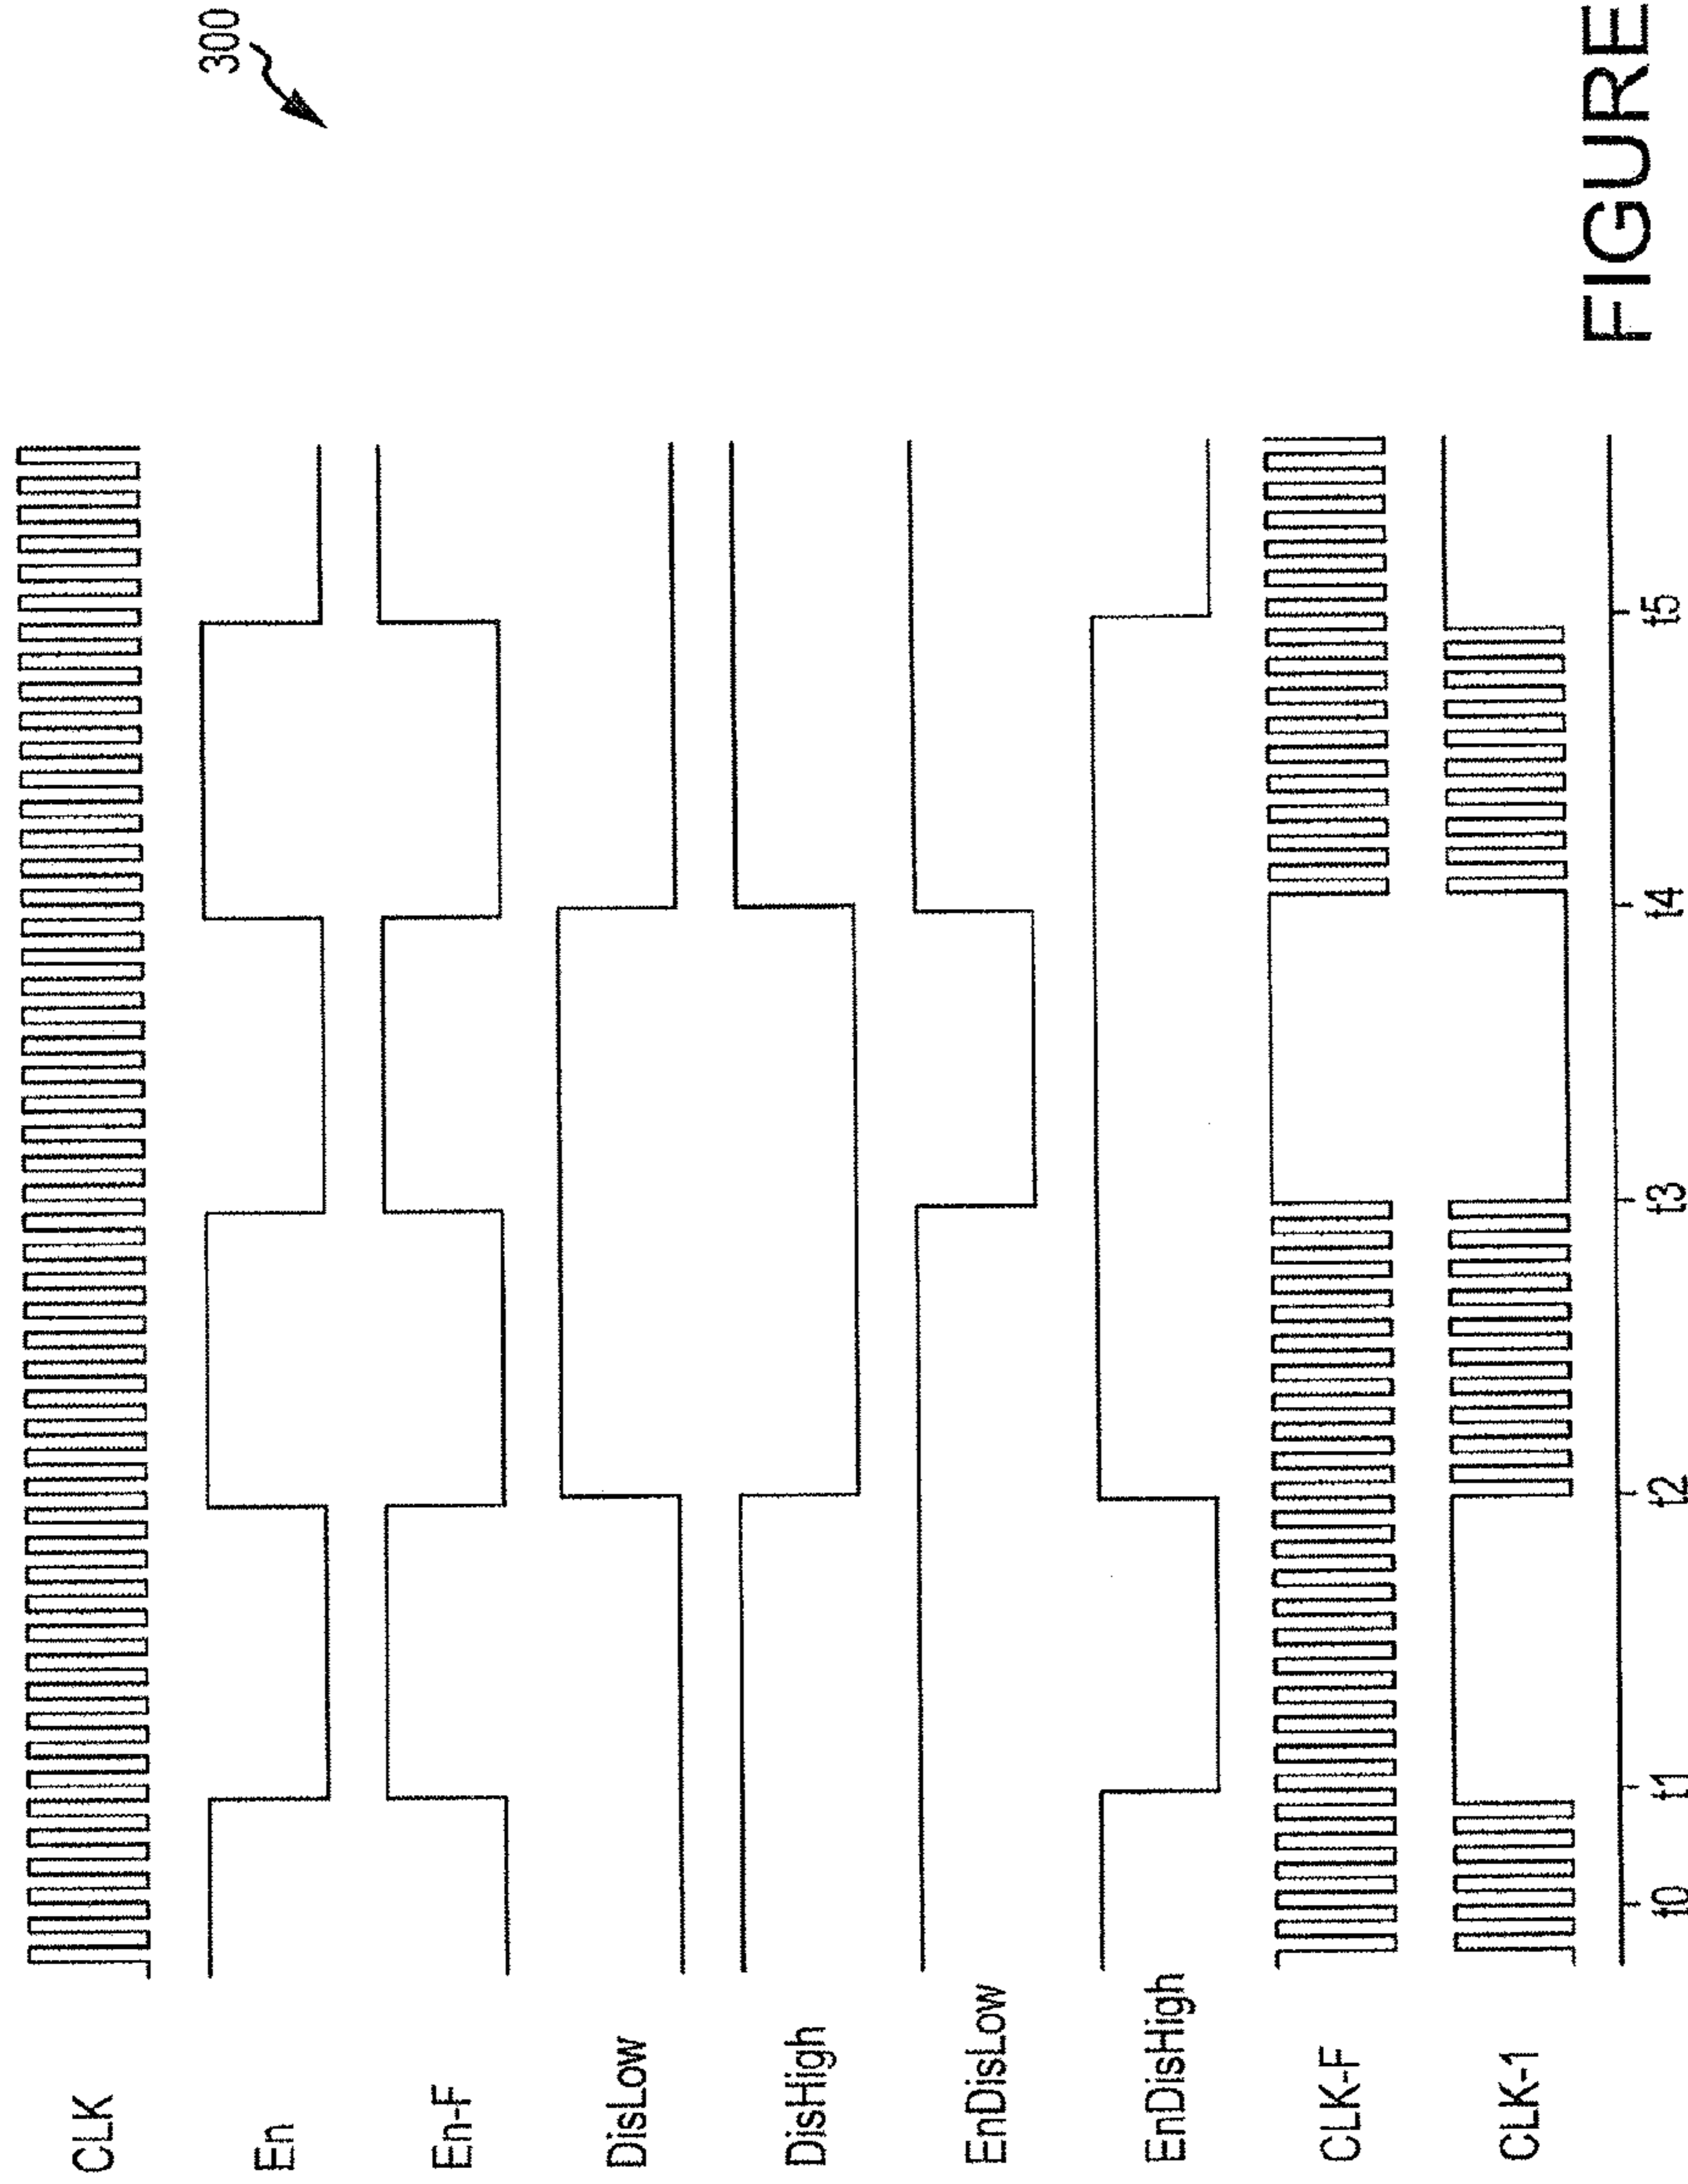 300
CLK
En
En-F
DisLow
DisHigh
EnDisLow
EnDisHigh
CLK-F
CLK-1
t0 t1 t2 t3 t4 t5
FIGURE